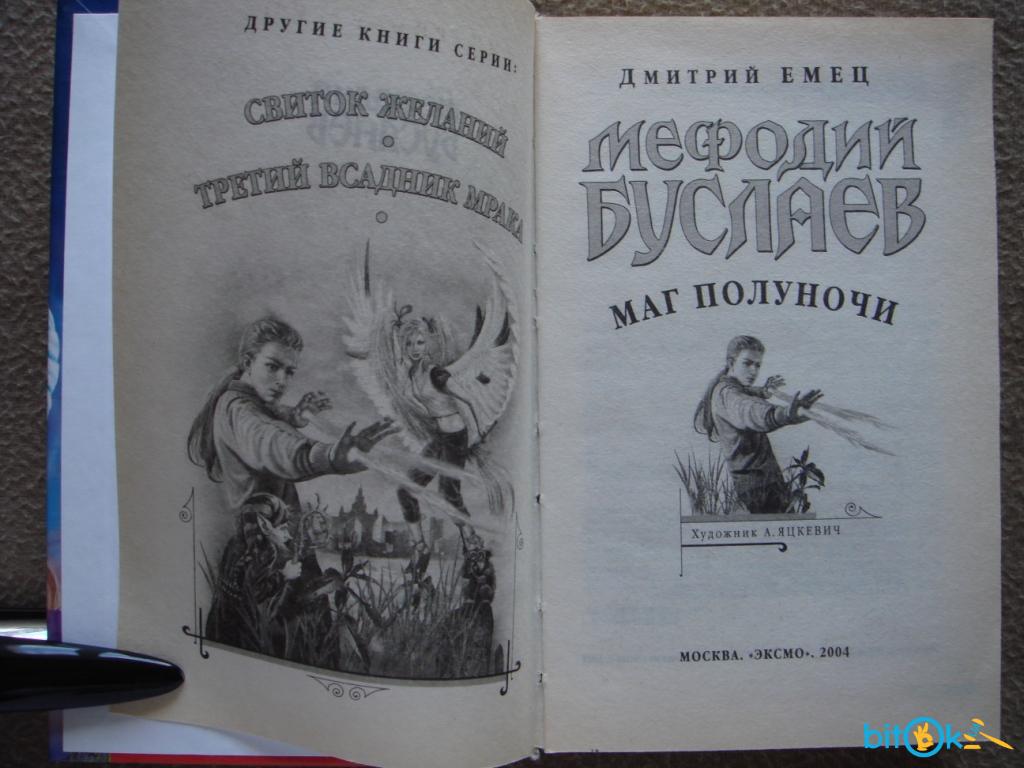 ДРУГИЕ КНИГИ СЕРИИ:
СВИТОК ЖЕЛАНИЙ
ТРЕТИЙ ВСАДНИК МРАКА
ДМИТРИЙ ЕМЕЦ
МЕФОДИЙ
БУСЛАЕВ
МАГ ПОЛУНОЧИ
Художник А. ЯЦКЕВИЧ
МОСКВА. «ЭКСМО». 2004
bitOk